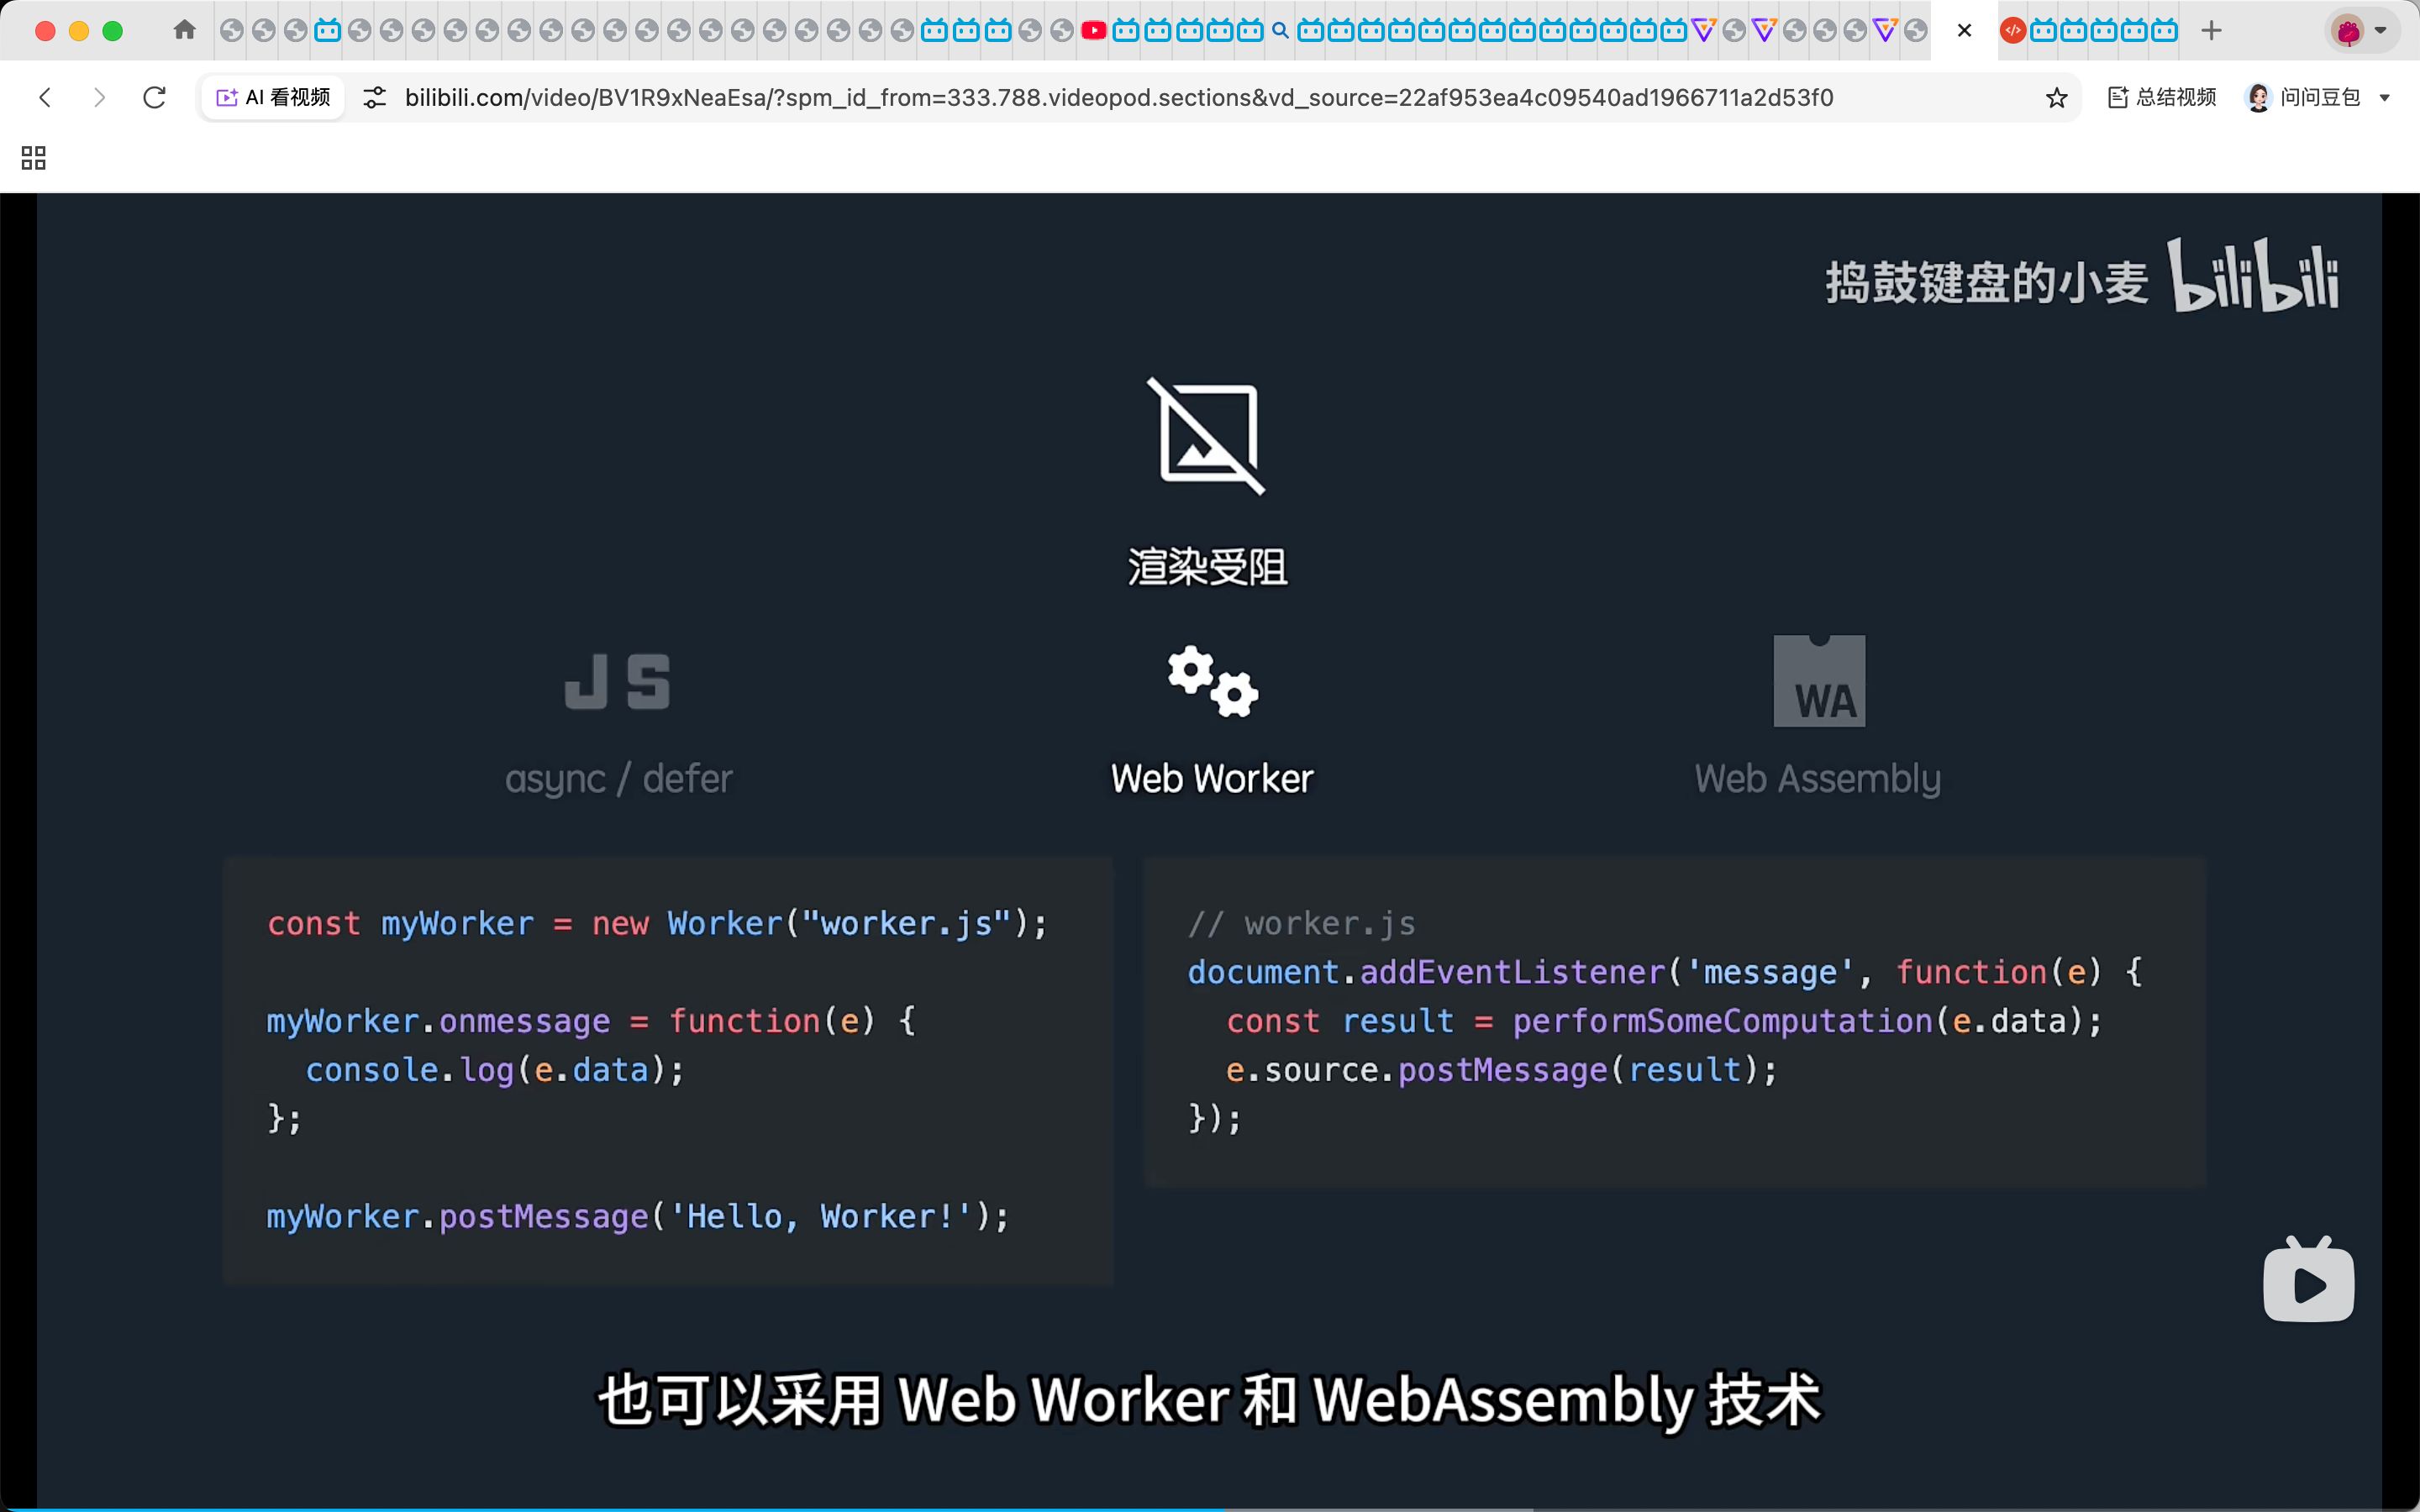 AI 看视频
bilibili.com/video/BV1R9xNeaEsa/?spm_id_from=333.788.videopod.sections&vd_source=22af953ea4c09540ad1966711a2d53f0
总结视频
问问豆包
捣鼓键盘的小麦 bilibili
渲染受阻
JS
WA
async / defer
Web Worker
Web Assembly
const myWorker = new Worker("worker.js");
myWorker.onmessage = function(e) {
  console.log(e.data);
};
myWorker.postMessage('Hello, Worker!');
// worker.js
document.addEventListener('message', function(e) {
  const result = performSomeComputation(e.data);
  e.source.postMessage(result);
});
也可以采用 Web Worker 和 WebAssembly 技术